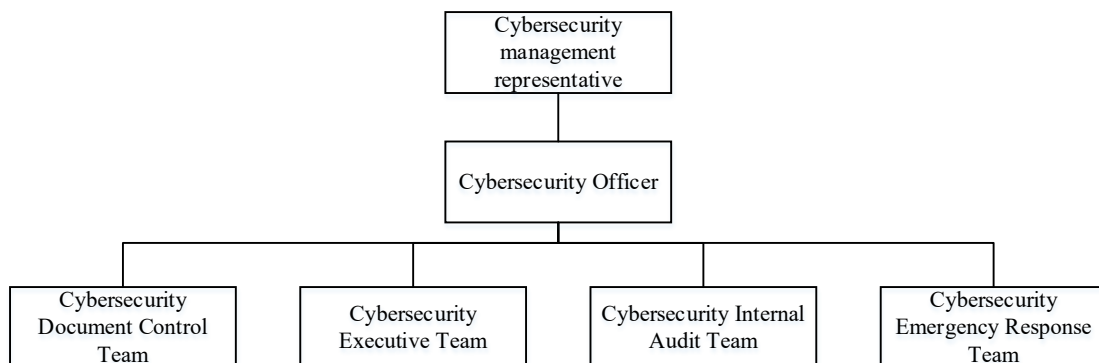 Cybersecurity
management
representative
Cybersecurity Officer
Cybersecurity
Document Control
Team
Cybersecurity
Executive Team
Cybersecurity Internal
Audit Team
Cybersecurity
Emergency Response
Team